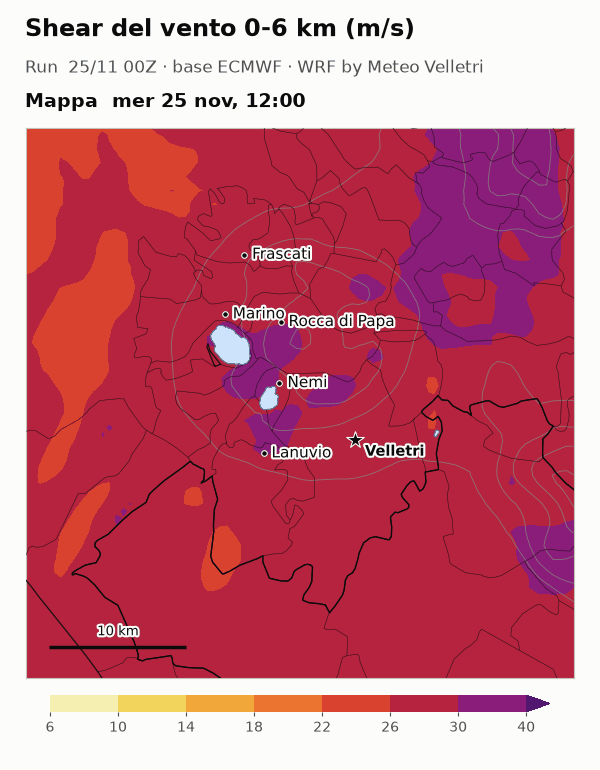 Shear del vento 0-6 km (m/s)
Run  25/11 00Z · base ECMWF · WRF by Meteo Velletri
Mappa  mer 25 nov, 12:00
Frascati
Marino
Rocca di Papa
Nemi
Velletri
Lanuvio
10 km
6 10 14 18 22 26 30 40